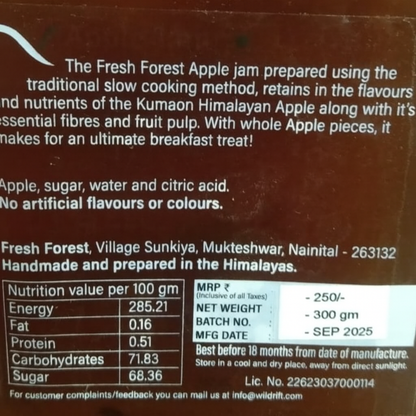 The Fresh Forest Apple jam prepared using the
traditional slow cooking method, retains in the flavours
nd nutrients of the Kumaon Himalayan Apple along with it's
ssential fibres and fruit pulp. With whole Apple pieces, it
nakes for an ultimate breakfast treat!
Apple, sugar, water and citric acid.
No artificial flavours or colours.
Fresh Forest, Village Sunkiya, Mukteshwar, Nainital - 263132
Handmade and prepared in the Himalayas.
Nutrition value per 100 gm
Energy 285.21
Fat 0.16
Protein 0.51
Carbohydrates 71.83
Sugar 68.36
MRP ₹ - 250/-
(Inclusive of all Taxes)
NET WEIGHT : - 300 gm
BATCH NO. :
MFG DATE : - SEP 2025
Best before 18 months from date of manufacture.
Store in a cool and dry place, away from direct sunlight.
Lic. No. 22623037000114
For customer complaints/feedback you can mail us at info@wildrift.com